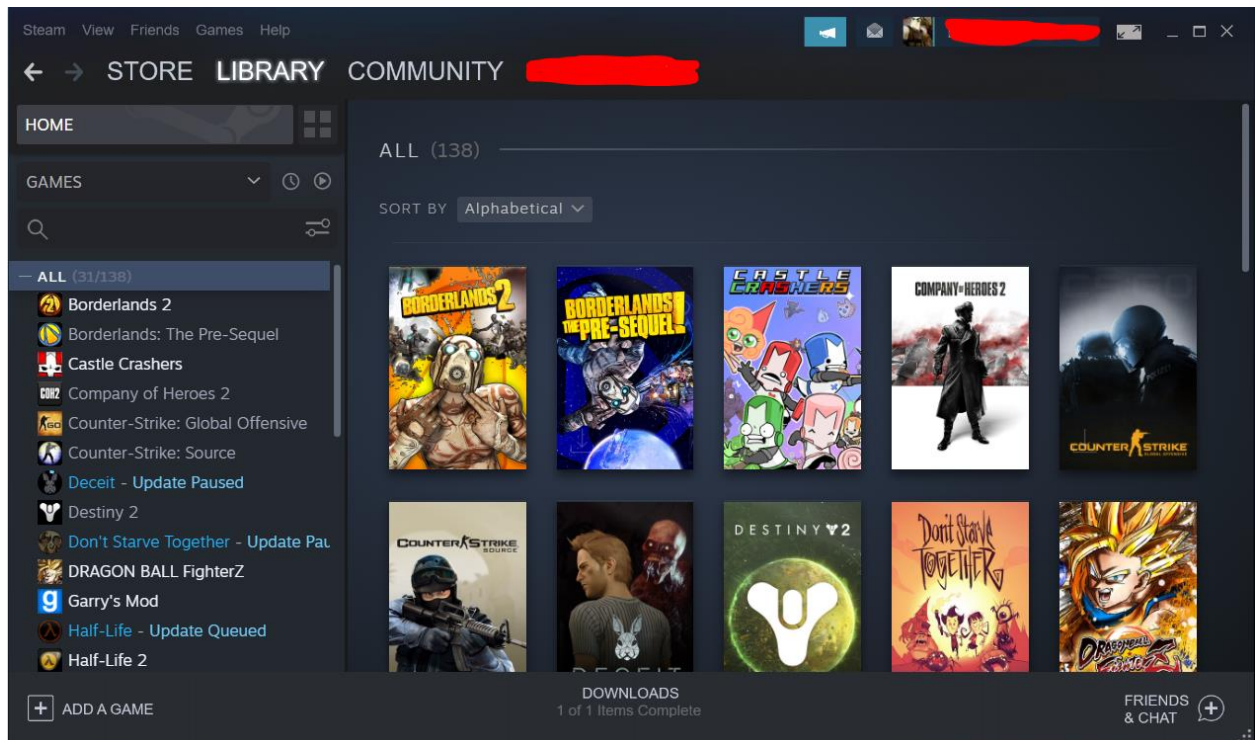 Steam View Friends Games Help
STORE LIBRARY COMMUNITY
HOME
GAMES
ALL (138)
SORT BY Alphabetical
ALL (31/138)
Borderlands 2
Borderlands: The Pre-Sequel
Castle Crashers
Company of Heroes 2
Counter-Strike: Global Offensive
Counter-Strike: Source
Deceit - Update Paused
Destiny 2
Don't Starve Together - Update Pau
DRAGON BALL FighterZ
Garry's Mod
Half-Life - Update Queued
Half-Life 2
BORDERLANDS 2
BORDERLANDS
THE PRE-SEQUEL!
CASTLE
CRASHERS
COMPANY OF HEROES 2
COUNTER STRIKE
GLOBAL OFFENSIVE
COUNTER STRIKE
SOURCE
DECEIT
DESTINY 2
Don't Starve
TOGETHER
DRAGONBALL
ADD A GAME
DOWNLOADS
1 of 1 Items Complete
FRIENDS
& CHAT